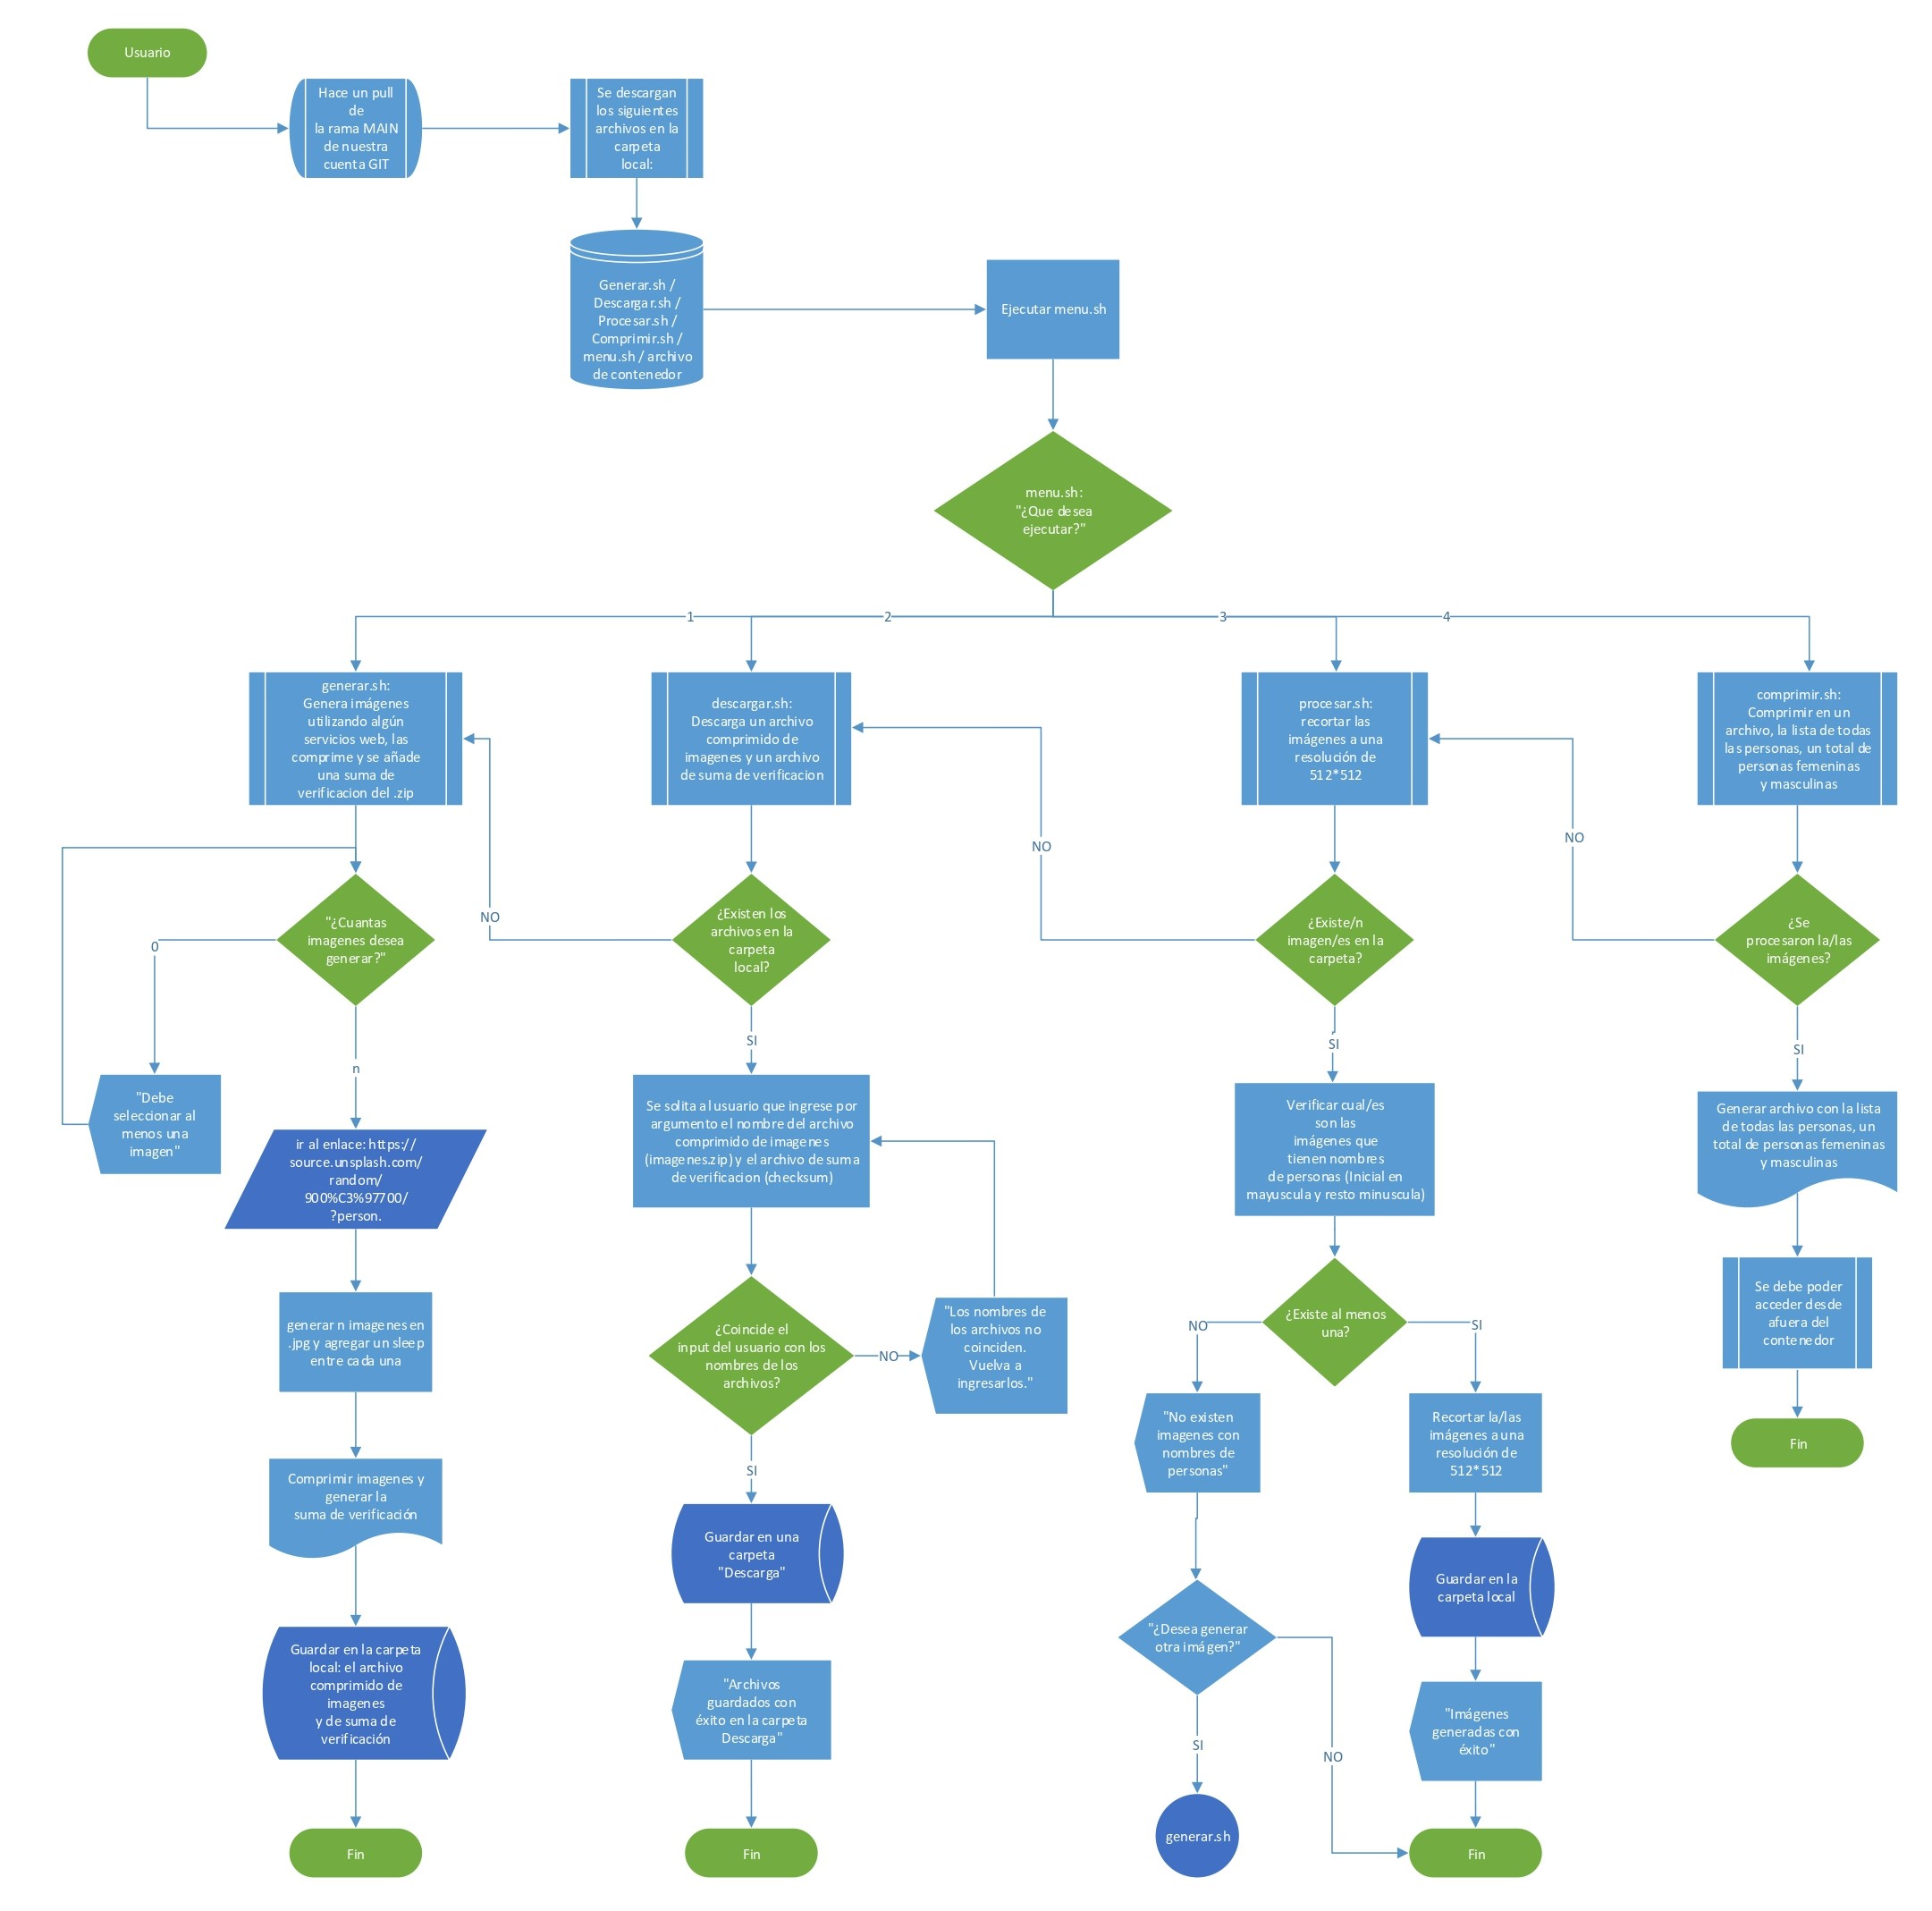 Usuario
Hace un pull
de
la rama MAIN
de nuestra
cuenta GIT
Se descargan
los siguientes
archivos en la
carpeta
local:
Generar.sh /
Descargar.sh /
Procesar.sh /
Comprimir.sh /
menu.sh / archivo
de contenedor
Ejecutar menu.sh
menu.sh:
"¿Que desea
ejecutar?"
1
2
3
4
generar.sh:
Genera imágenes
utilizando algún
servicios web, las
comprime y se añade
una suma de
verificacion del .zip
descargar.sh:
Descarga un archivo
comprimido de
imagenes y un archivo
de suma de verificacion
procesar.sh:
recortar las
imágenes a una
resolución de
512*512
comprimir.sh:
Comprimir en un
archivo, la lista de todas
las personas, un total de
personas femeninas
y masculinas
NO
NO
NO
"¿Cuantas
imagenes desea
generar?"
0
n
¿Existen los
archivos en la
carpeta
local?
SI
¿Existe/n
imagen/es en la
carpeta?
SI
¿Se
procesaron la/las
imágenes?
SI
"Debe
seleccionar al
menos una
imagen"
ir al enlace: https://
source.unsplash.com/
random/
900%C3%97700/
?person.
generar n imagenes en
.jpg y agregar un sleep
entre cada una
Comprimir imagenes y
generar la
suma de verificación
Guardar en la carpeta
local: el archivo
comprimido de
imagenes
y de suma de
verificación
Fin
Se solita al usuario que ingrese por
argumento el nombre del archivo
comprimido de imagenes
(imagenes.zip) y el archivo de suma
de verificacion (checksum)
¿Coincide el
input del usuario con los
nombres de los
archivos?
NO
"Los nombres de
los archivos no
coinciden.
Vuelva a
ingresarlos."
SI
Guardar en una
carpeta
"Descarga"
"Archivos
guardados con
éxito en la carpeta
Descarga"
Fin
Verificar cual/es
son las
imágenes que
tienen nombres
de personas (Inicial en
mayuscula y resto minuscula)
¿Existe al menos
una?
NO
SI
"No existen
imagenes con
nombres de
personas"
"¿Desea generar
otra imágen?"
SI
NO
generar.sh
Recortar la/las
imágenes a una
resolución de
512*512
Guardar en la
carpeta local
"Imágenes
generadas con
éxito"
Fin
Generar archivo con la lista
de todas las personas, un
total de personas femeninas
y masculinas
Se debe poder
acceder desde
afuera del
contenedor
Fin